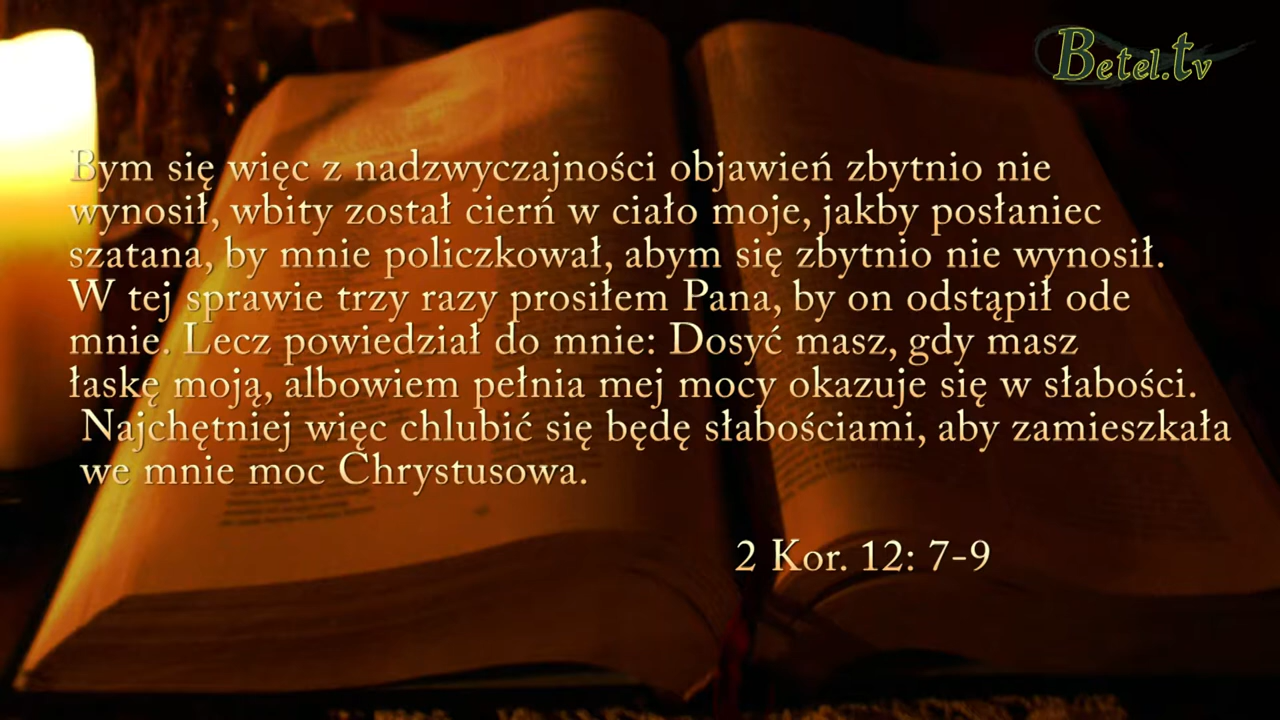 Betel.tv
Bym się więc z nadzwyczajności objawień zbytnio nie
wynosił, wbity został cierń w ciało moje, jakby posłaniec
szatana, by mnie policzkował, abym się zbytnio nie wynosił.
W tej sprawie trzy razy prosiłem Pana, by on odstąpił ode
mnie. Lecz powiedział do mnie: Dosyć masz, gdy masz
łaskę moją, albowiem pełnia mej mocy okazuje się w słabości.
Najchętniej więc chlubić się będę słabościami, aby zamieszkała
we mnie moc Chrystusowa.
2 Kor. 12: 7-9